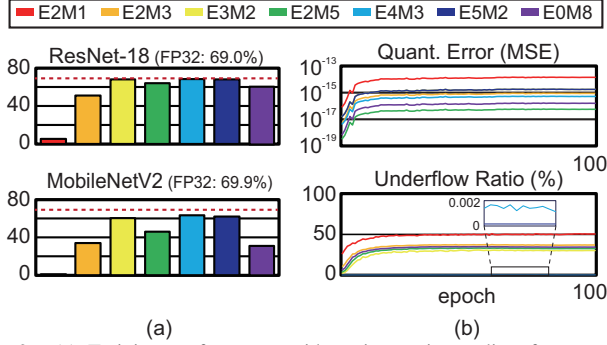 E2M1 E2M3 E3M2 E2M5 E4M3 E5M2 E0M8
ResNet-18 (FP32: 69.0%)
80
40
0
MobileNetV2 (FP32: 69.9%)
80
40
0
(a)
Quant. Error (MSE)
10^-13
10^-15
10^-17
10^-19
100
Underflow Ratio (%)
100
50
0
0.002
0
epoch
100
(b)